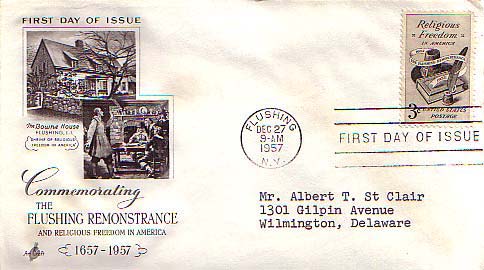 FIRST DAY OF ISSUE
The Bowne House
FLUSHING, L.I.
"SHRINE OF RELIGIOUS
FREEDOM IN AMERICA"
Commemorating
THE
FLUSHING REMONSTRANCE
AND RELIGIOUS FREEDOM IN AMERICA
1657-1957
Art Craft
FLUSHING
DEC 27
9-AM
1957
N.Y.
Religious
Freedom
IN AMERICA
3¢ UNITED STATES
POSTAGE
FIRST DAY OF ISSUE
Mr. Albert T. St Clair
1301 Gilpin Avenue
Wilmington, Delaware